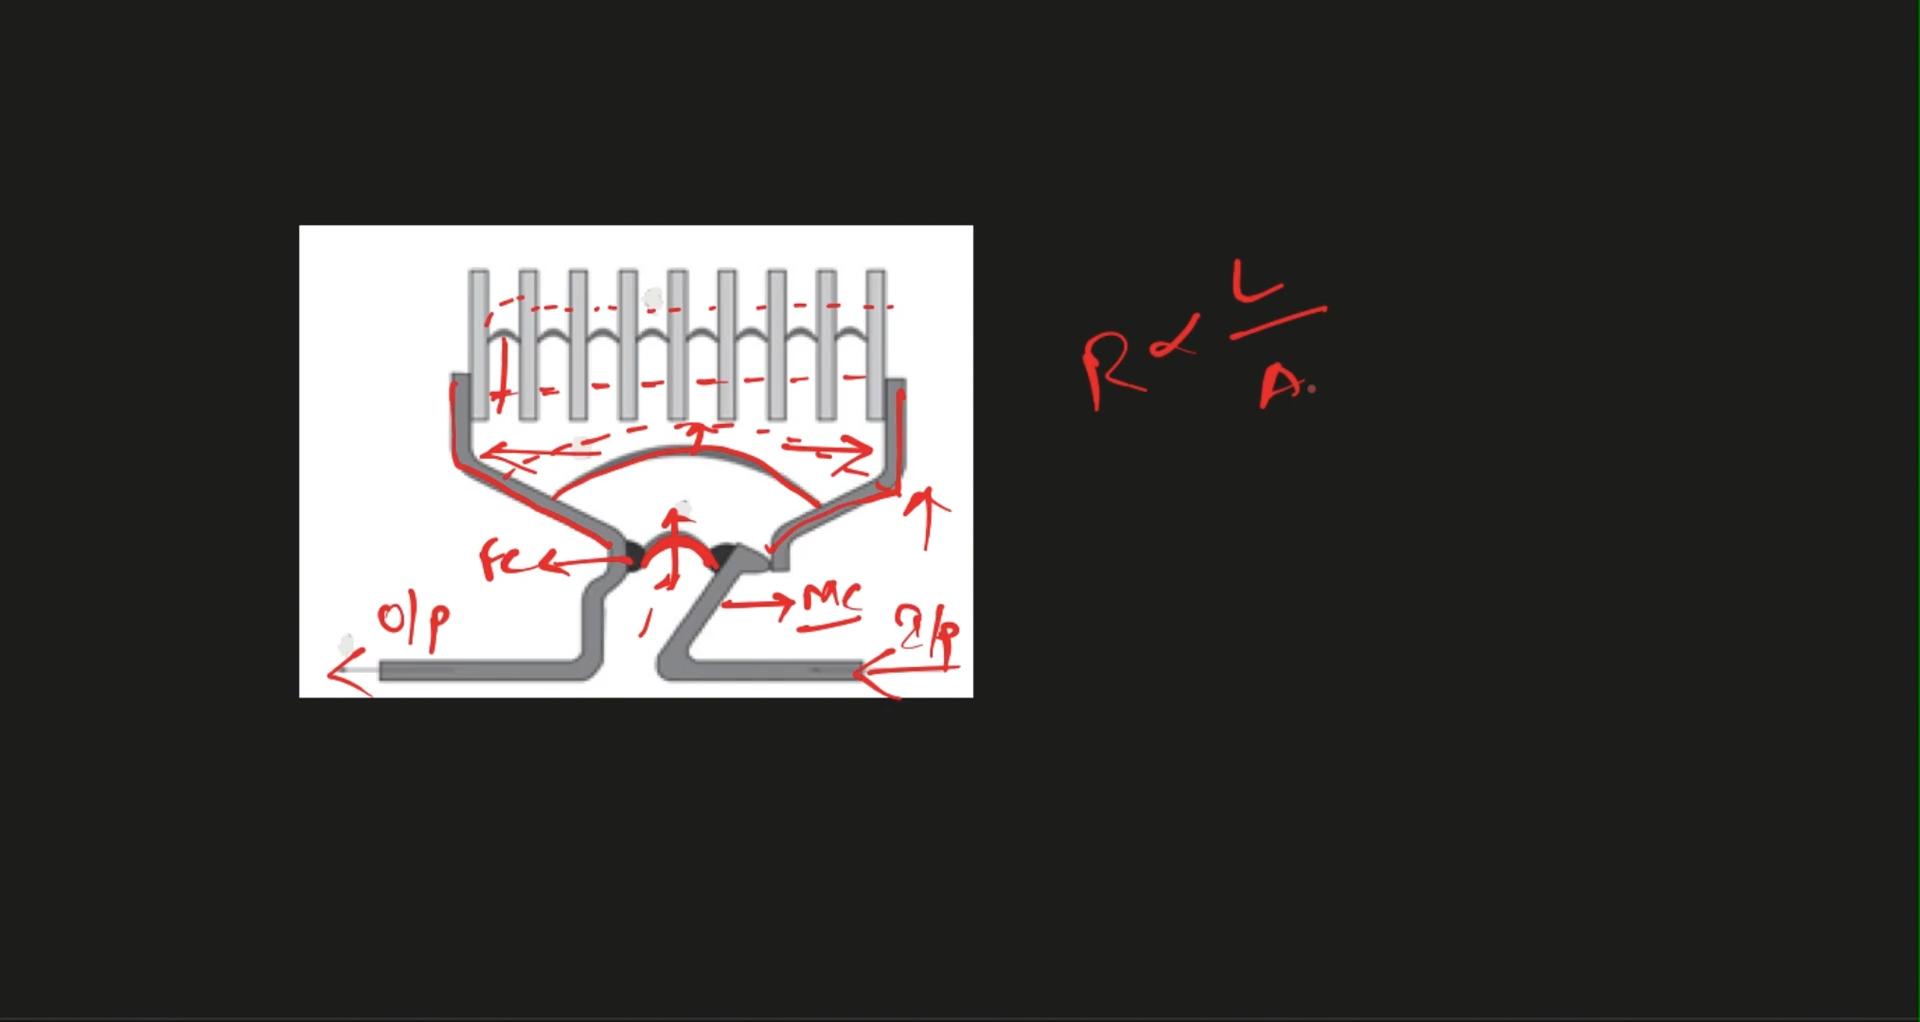 R ∝ L / A.
FC
MC
O/P
I/P